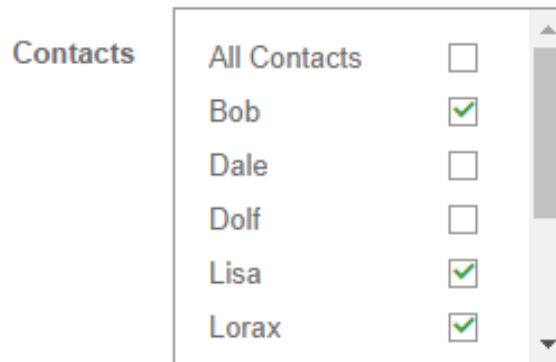 Contacts
All Contacts
Bob
Dale
Dolf
Lisa
Lorax